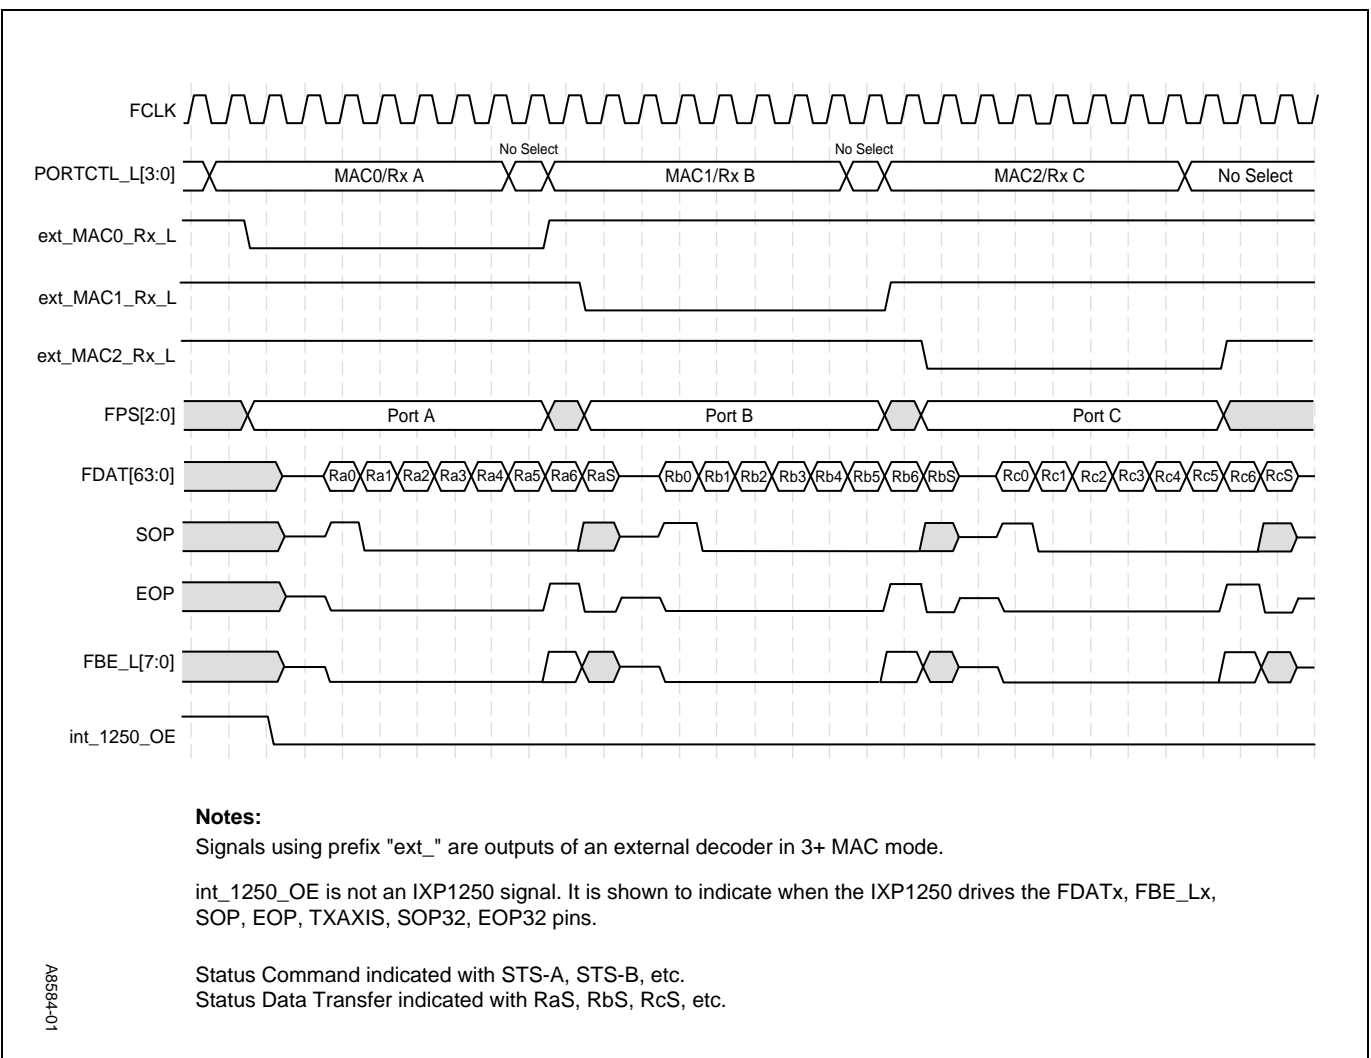 FCLK
No Select No Select
PORTCTL_L[3:0] MAC0/Rx A MAC1/Rx B MAC2/Rx C No Select
ext_MAC0_Rx_L
ext_MAC1_Rx_L
ext_MAC2_Rx_L
FPS[2:0] Port A Port B Port C
FDAT[63:0] Ra0 Ra1 Ra2 Ra3 Ra4 Ra5 Ra6 RaS Rb0 Rb1 Rb2 Rb3 Rb4 Rb5 Rb6 RbS Rc0 Rc1 Rc2 Rc3 Rc4 Rc5 Rc6 RcS
SOP
EOP
FBE_L[7:0]
int_1250_OE
Notes:
Signals using prefix "ext_" are outputs of an external decoder in 3+ MAC mode.
int_1250_OE is not an IXP1250 signal. It is shown to indicate when the IXP1250 drives the FDATx, FBE_Lx,
SOP, EOP, TXAXIS, SOP32, EOP32 pins.
Status Command indicated with STS-A, STS-B, etc.
Status Data Transfer indicated with RaS, RbS, RcS, etc.
A8584-01